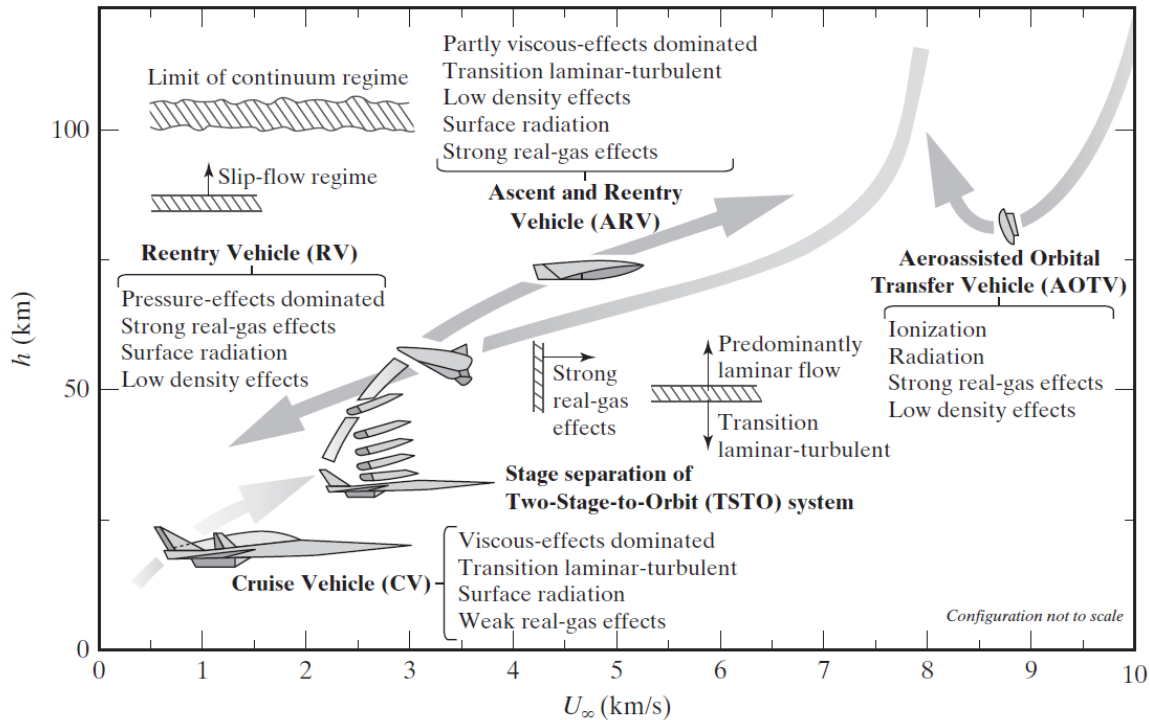 Limit of continuum regime
Slip-flow regime
Partly viscous-effects dominated
Transition laminar-turbulent
Low density effects
Surface radiation
Strong real-gas effects
Ascent and Reentry
Vehicle (ARV)
Reentry Vehicle (RV)
Pressure-effects dominated
Strong real-gas effects
Surface radiation
Low density effects
Aeroassisted Orbital
Transfer Vehicle (AOTV)
Ionization
Radiation
Strong real-gas effects
Low density effects
Strong
real-gas
effects
Predominantly
laminar flow
Transition
laminar-turbulent
Stage separation of
Two-Stage-to-Orbit (TSTO) system
Cruise Vehicle (CV)
Viscous-effects dominated
Transition laminar-turbulent
Surface radiation
Weak real-gas effects
Configuration not to scale
h (km)
100
50
0
0 1 2 3 4 5 6 7 8 9 10
U∞ (km/s)